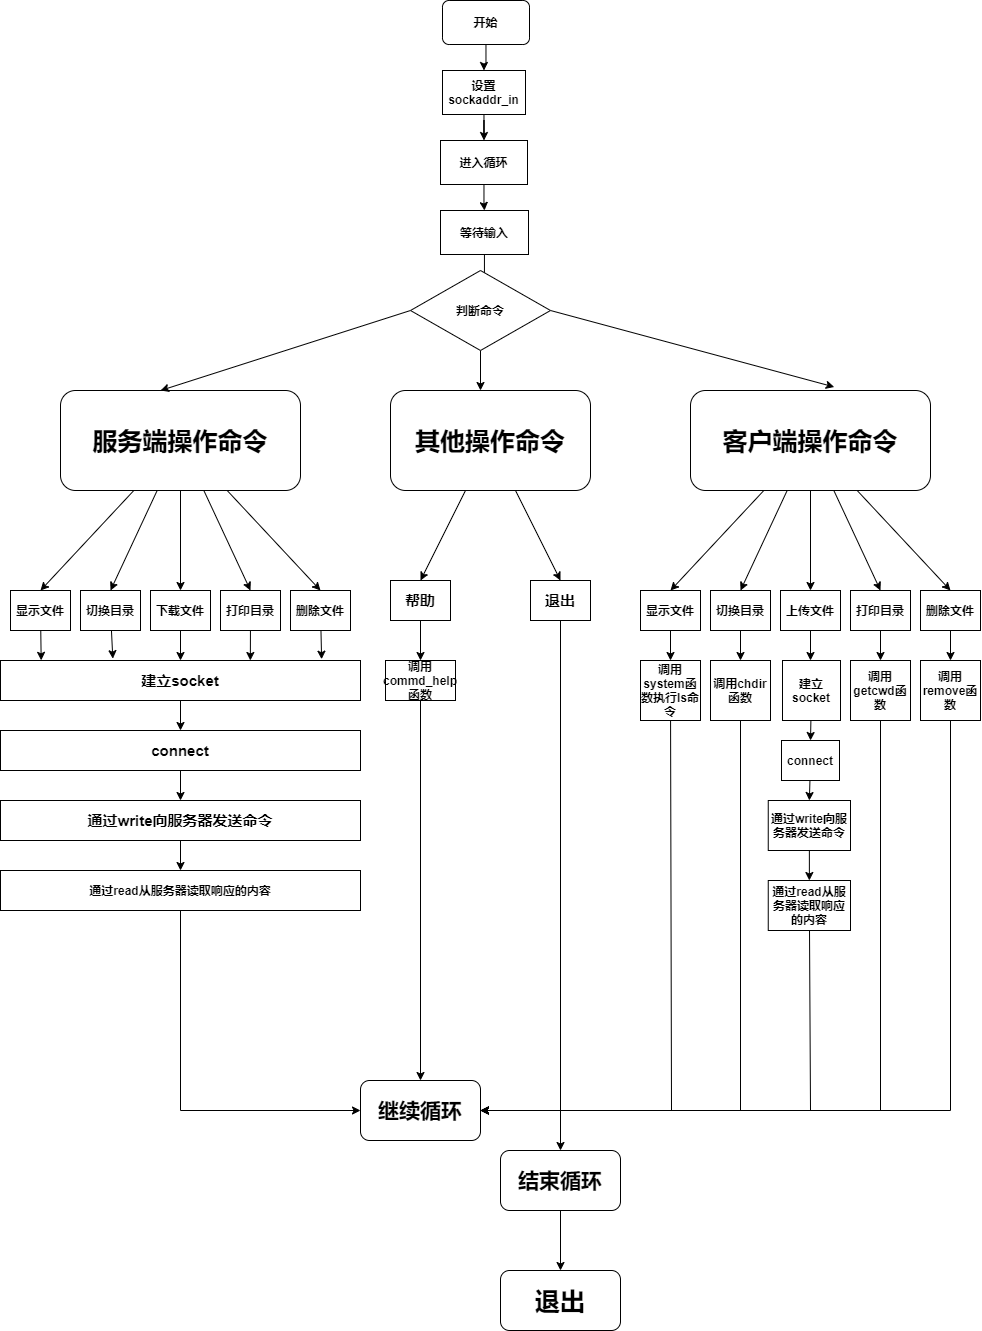 开始
设置
sockaddr_in
进入循环
等待输入
判断命令
服务端操作命令
其他操作命令
客户端操作命令
显示文件
切换目录
下载文件
打印目录
删除文件
帮助
退出
显示文件
切换目录
上传文件
打印目录
删除文件
建立socket
调用
commd_help
函数
调用
system函
数执行ls命
令
调用chdir
函数
建立
socket
调用
getcwd函
数
调用
remove函
数
connect
connect
通过write向服务器发送命令
通过write向服
务器发送命令
通过read从服务器读取响应的内容
通过read从服
务器读取响应
的内容
继续循环
结束循环
退出